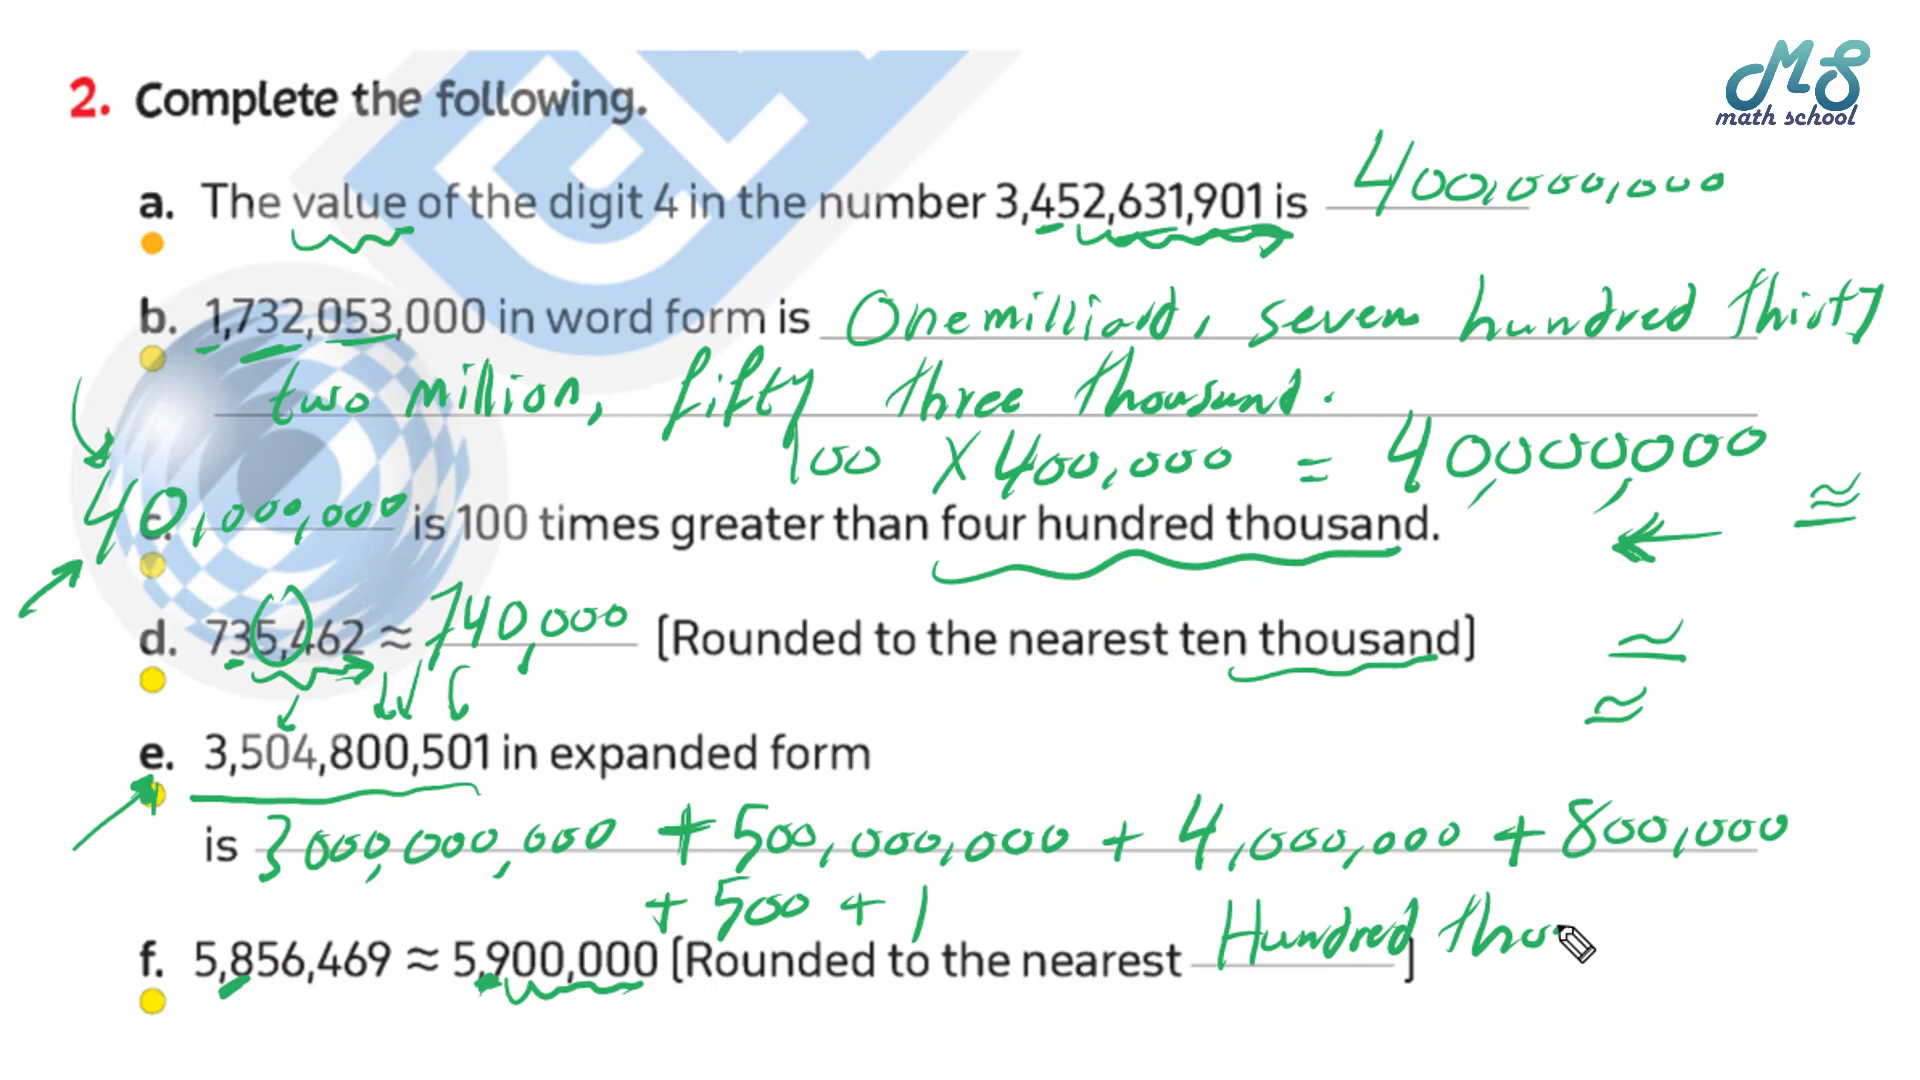 MS
math school
2. Complete the following.
a. The value of the digit 4 in the number 3,452,631,901 is 400,000,000
b. 1,732,053,000 in word form is One milliard, seven hundred thirty
two million, fifty three thousand.
100 × 400,000 = 40,000,000
≅
c. 40,000,000 is 100 times greater than four hundred thousand.
d. 735,462 ≈ 740,000 [Rounded to the nearest ten thousand]
≃
≈
e. 3,504,800,501 in expanded form
is 3000,000,000 + 500,000,000 + 4,000,000 + 800,000
+ 500 + 1
f. 5,856,469 ≈ 5,900,000 [Rounded to the nearest Hundred thou]